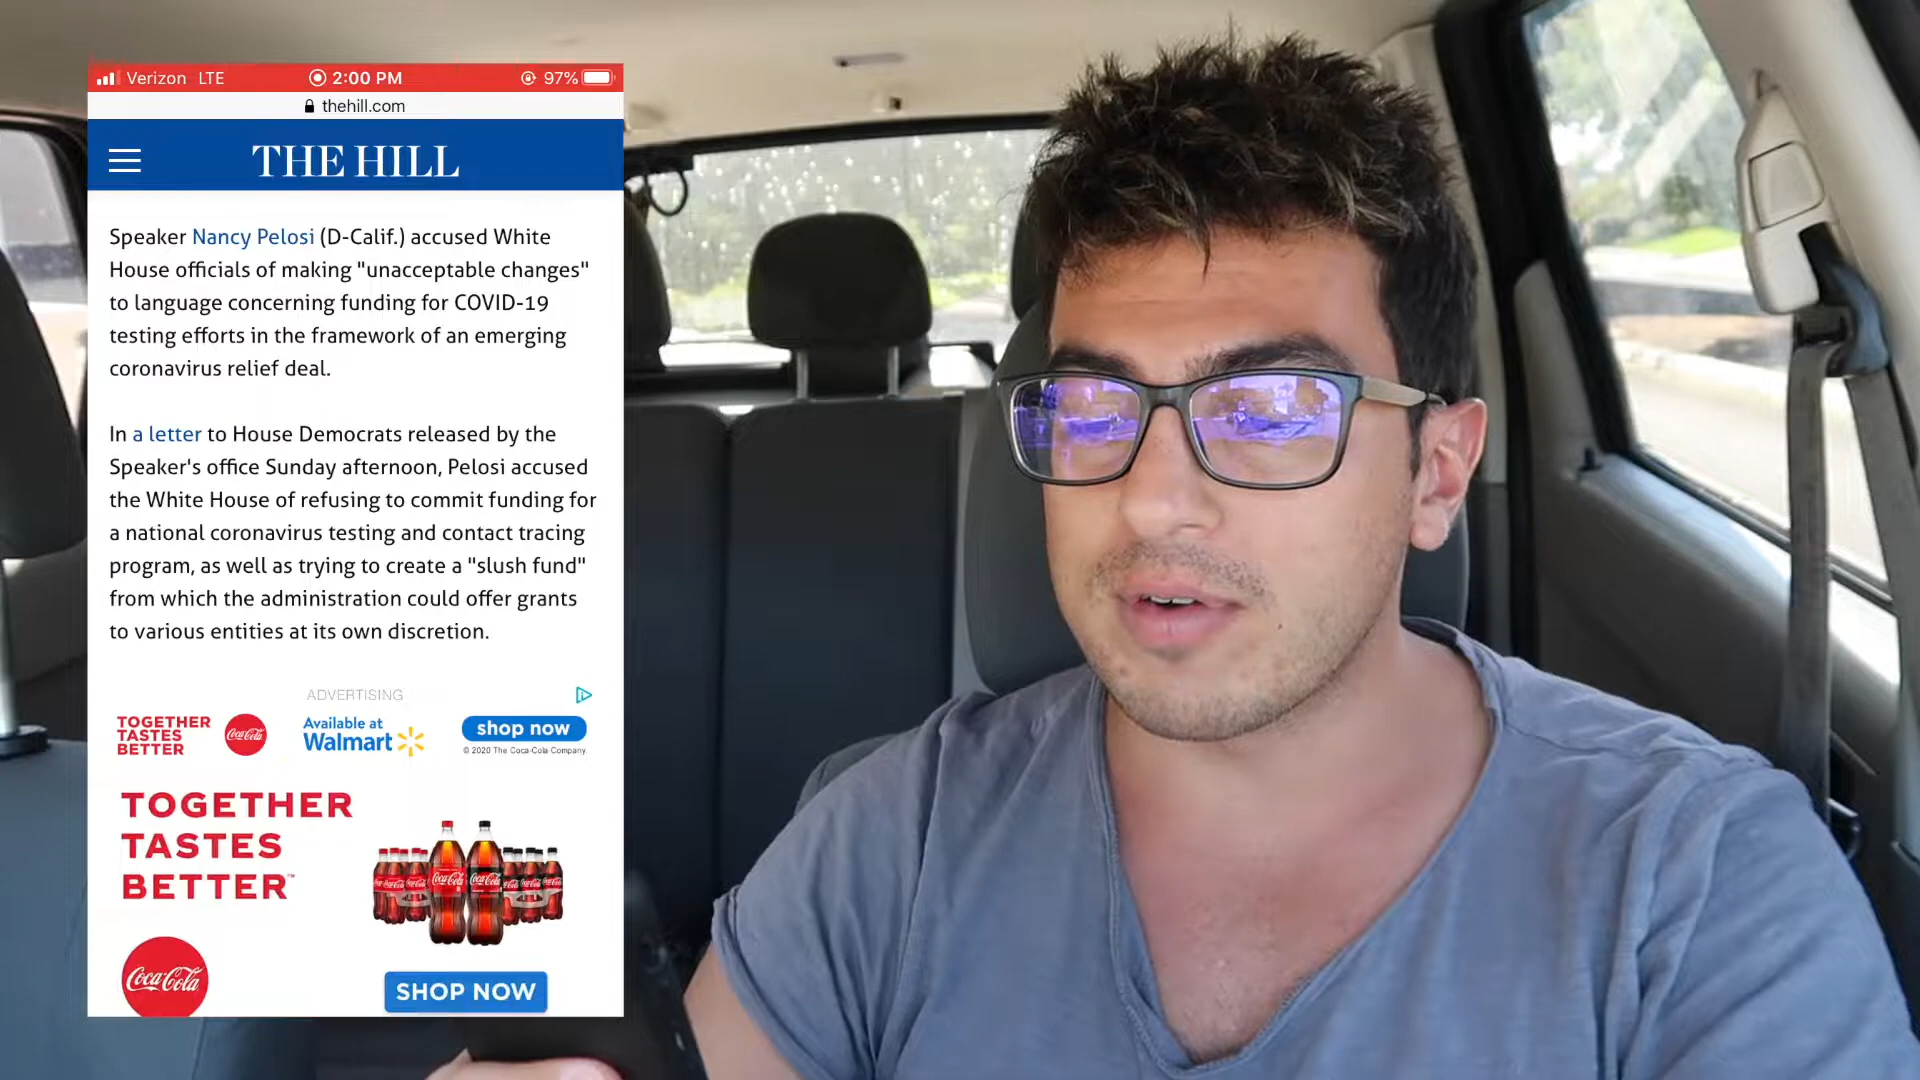 Verizon LTE 2:00 PM 97%
thehill.com
THE HILL
Speaker Nancy Pelosi (D-Calif.) accused White
House officials of making "unacceptable changes"
to language concerning funding for COVID-19
testing efforts in the framework of an emerging
coronavirus relief deal.
In a letter to House Democrats released by the
Speaker's office Sunday afternoon, Pelosi accused
the White House of refusing to commit funding for
a national coronavirus testing and contact tracing
program, as well as trying to create a "slush fund"
from which the administration could offer grants
to various entities at its own discretion.
ADVERTISING
TOGETHER
TASTES
BETTER
Coca-Cola
Available at
Walmart
shop now
© 2020 The Coca-Cola Company.
TOGETHER
TASTES
BETTER™
Coca-Cola
Coca-Cola
Coca-Cola
SHOP NOW